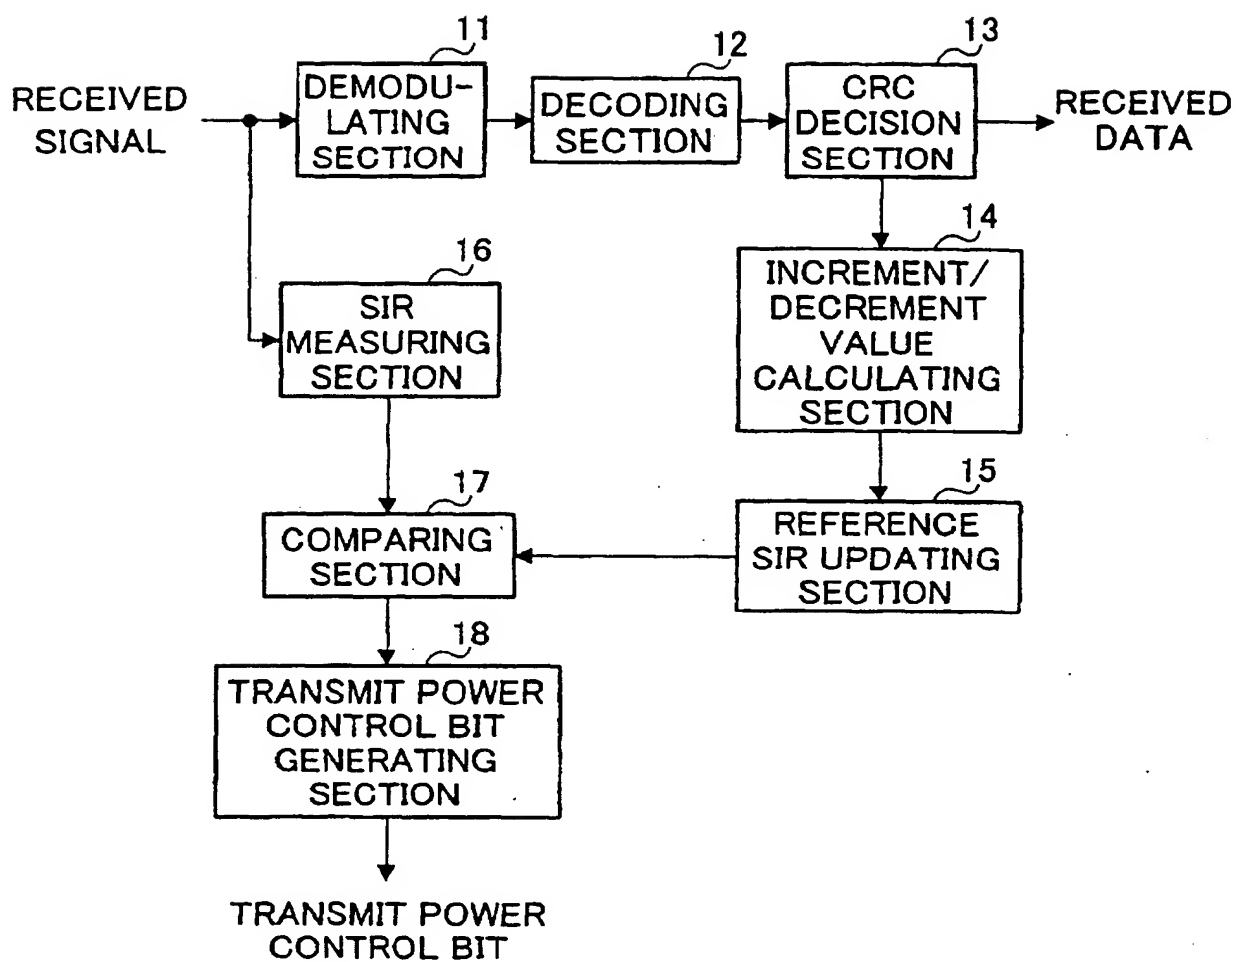 11
12
13
RECEIVED
SIGNAL
DEMODU-
LATING
SECTION
DECODING
SECTION
CRC
DECISION
SECTION
RECEIVED
DATA
16
14
SIR
MEASURING
SECTION
INCREMENT/
DECREMENT
VALUE
CALCULATING
SECTION
17
15
COMPARING
SECTION
REFERENCE
SIR UPDATING
SECTION
18
TRANSMIT POWER
CONTROL BIT
GENERATING
SECTION
TRANSMIT POWER
CONTROL BIT